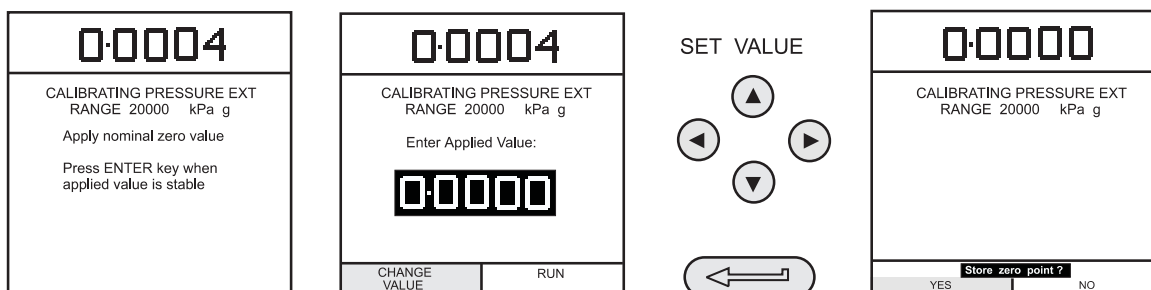 0.0004
CALIBRATING PRESSURE EXT
RANGE 20000 kPa g
Apply nominal zero value
Press ENTER key when
applied value is stable
0.0004
CALIBRATING PRESSURE EXT
RANGE 20000 kPa g
Enter Applied Value:
0.0000
CHANGE
VALUE
RUN
SET VALUE
0.0000
CALIBRATING PRESSURE EXT
RANGE 20000 kPa g
Store zero point ?
YES
NO